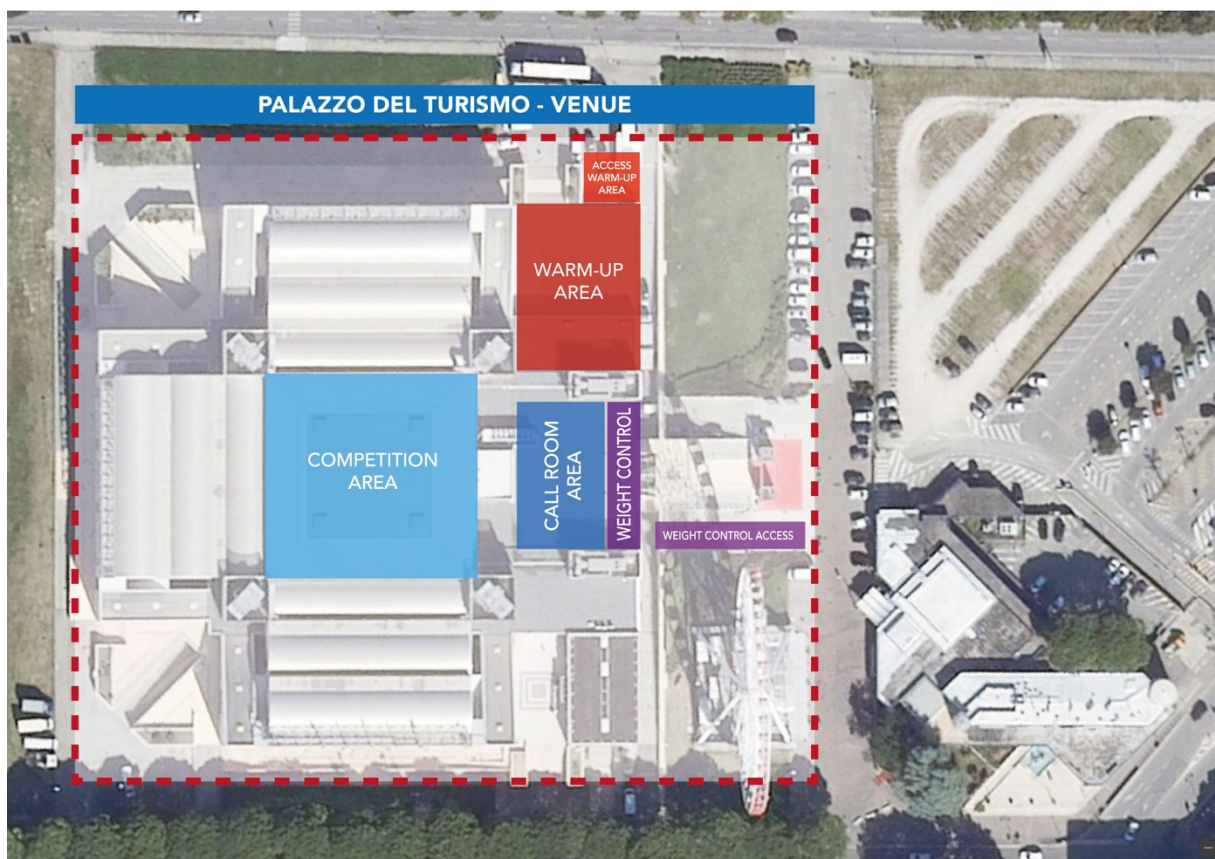 PALAZZO DEL TURISMO - VENUE
ACCESS
WARM-UP
AREA
WARM-UP
AREA
COMPETITION
AREA
CALL ROOM
AREA
WEIGHT CONTROL
WEIGHT CONTROL ACCESS